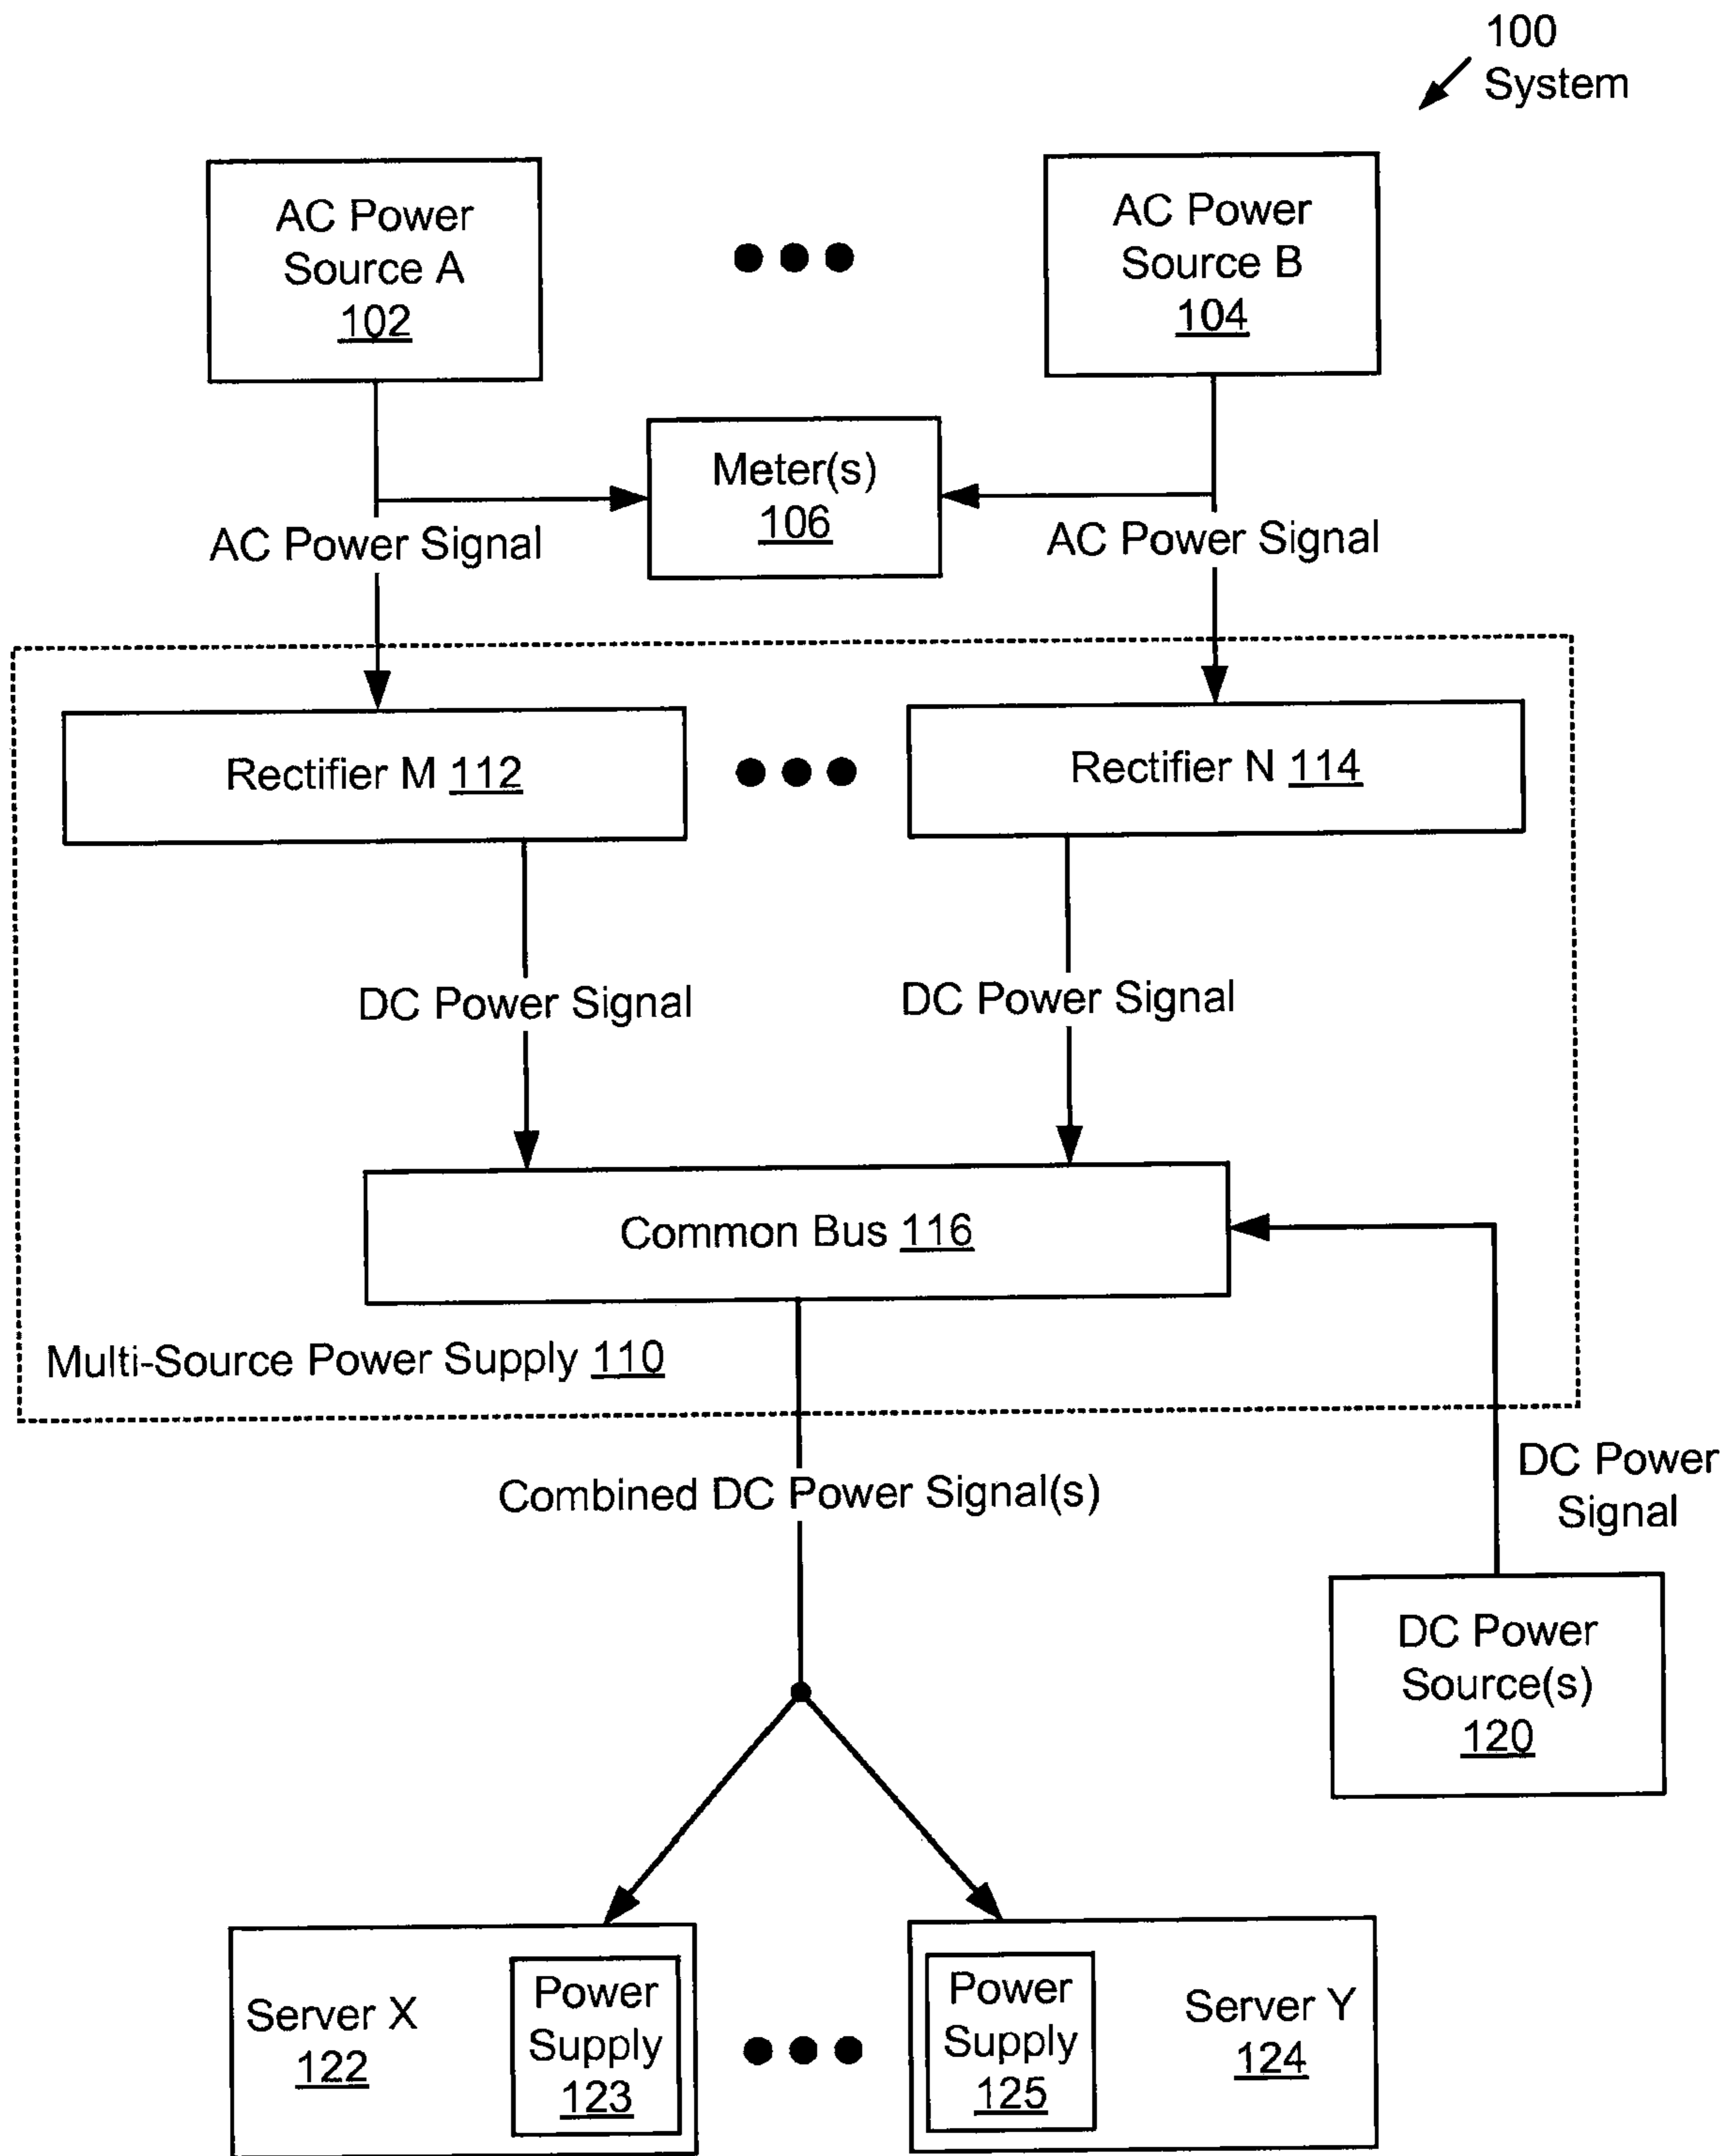 100
System
AC Power
Source A
102
AC Power
Source B
104
Meter(s)
106
AC Power Signal
AC Power Signal
Rectifier M 112
Rectifier N 114
DC Power Signal
DC Power Signal
Common Bus 116
Multi-Source Power Supply 110
Combined DC Power Signal(s)
DC Power
Signal
DC Power
Source(s)
120
Server X
122
Power
Supply
123
Power
Supply
125
Server Y
124